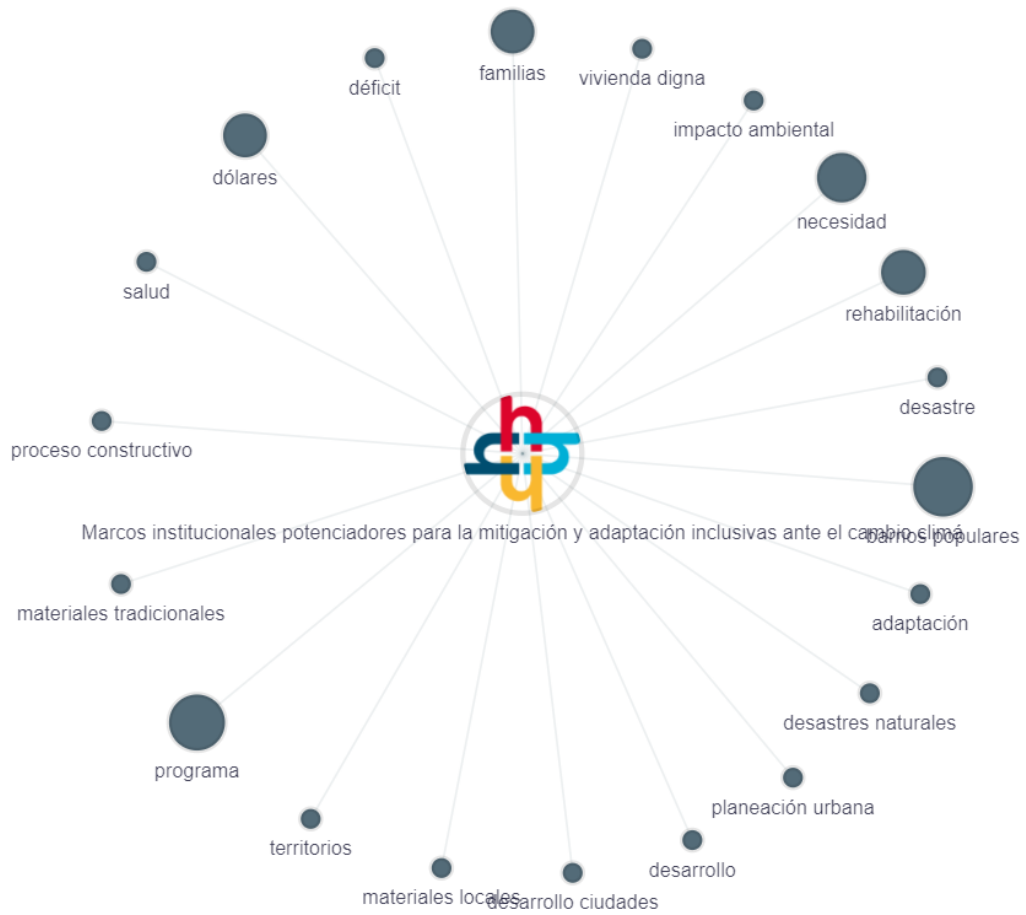 familias
déficit
vivienda digna
impacto ambiental
dólares
necesidad
salud
rehabilitación
desastre
proceso constructivo
Marcos institucionales potenciadores para la mitigación y adaptación inclusivas ante el cambio climá
barrios populares
materiales tradicionales
adaptación
desastres naturales
programa
planeación urbana
territorios
desarrollo
materiales locales
desarrollo ciudades